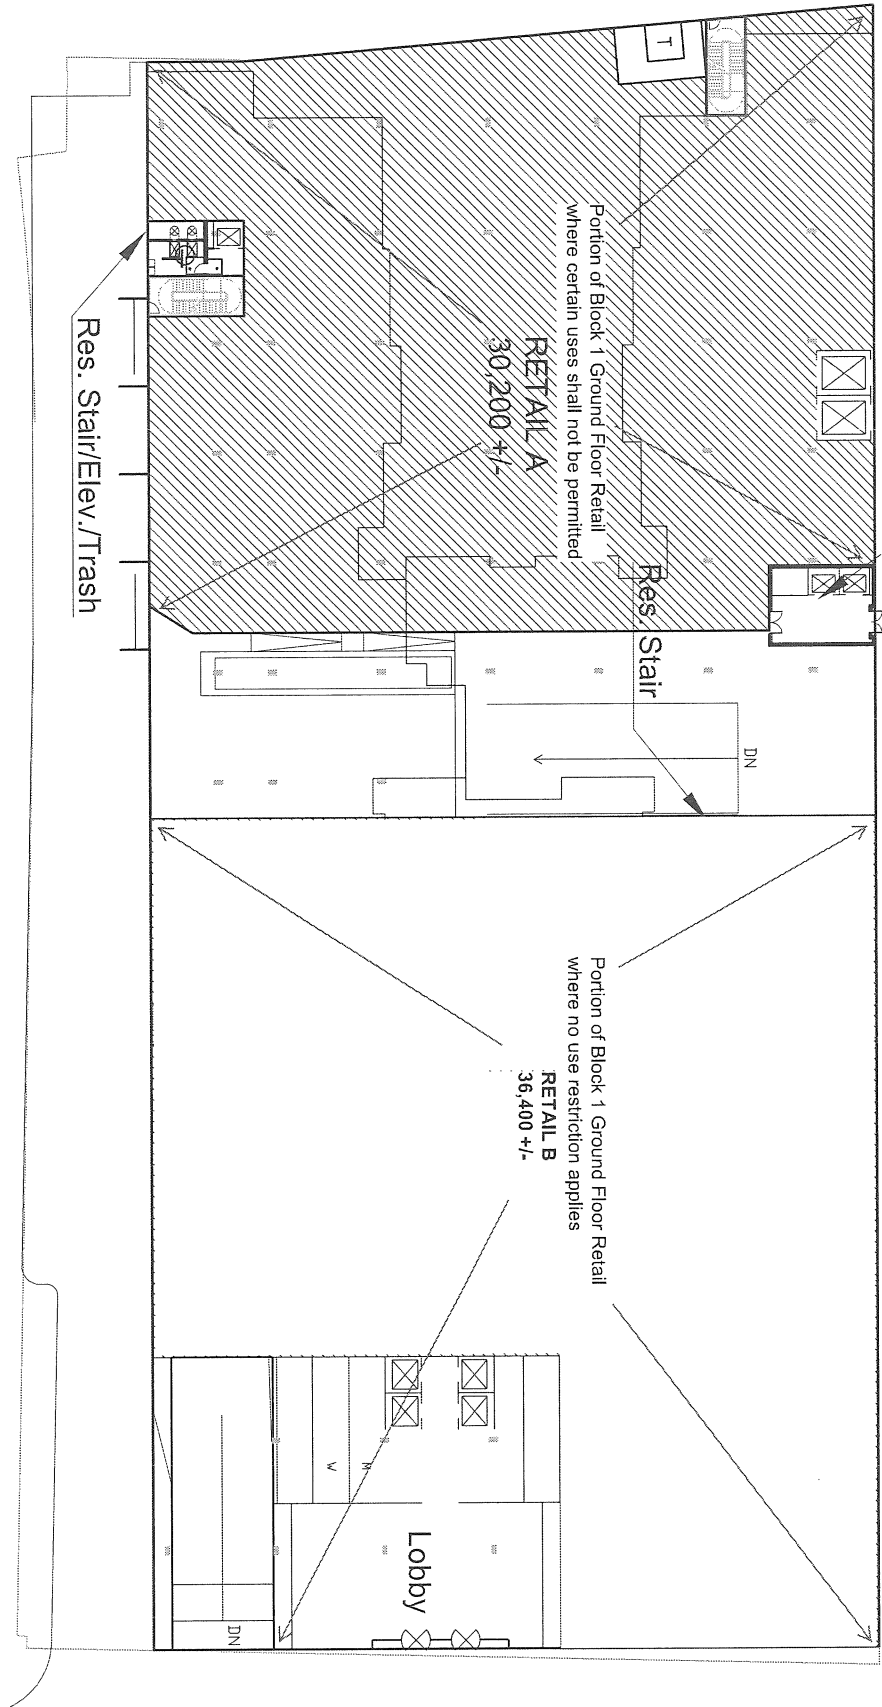 T
Portion of Block 1 Ground Floor Retail
where certain uses shall not be permitted
RETAIL A
30,200 +/-
Res. Stair/Elev./Trash
Res. Stair
DN
Portion of Block 1 Ground Floor Retail
where no use restriction applies
RETAIL B
36,400 +/-
M
W
Lobby
DN